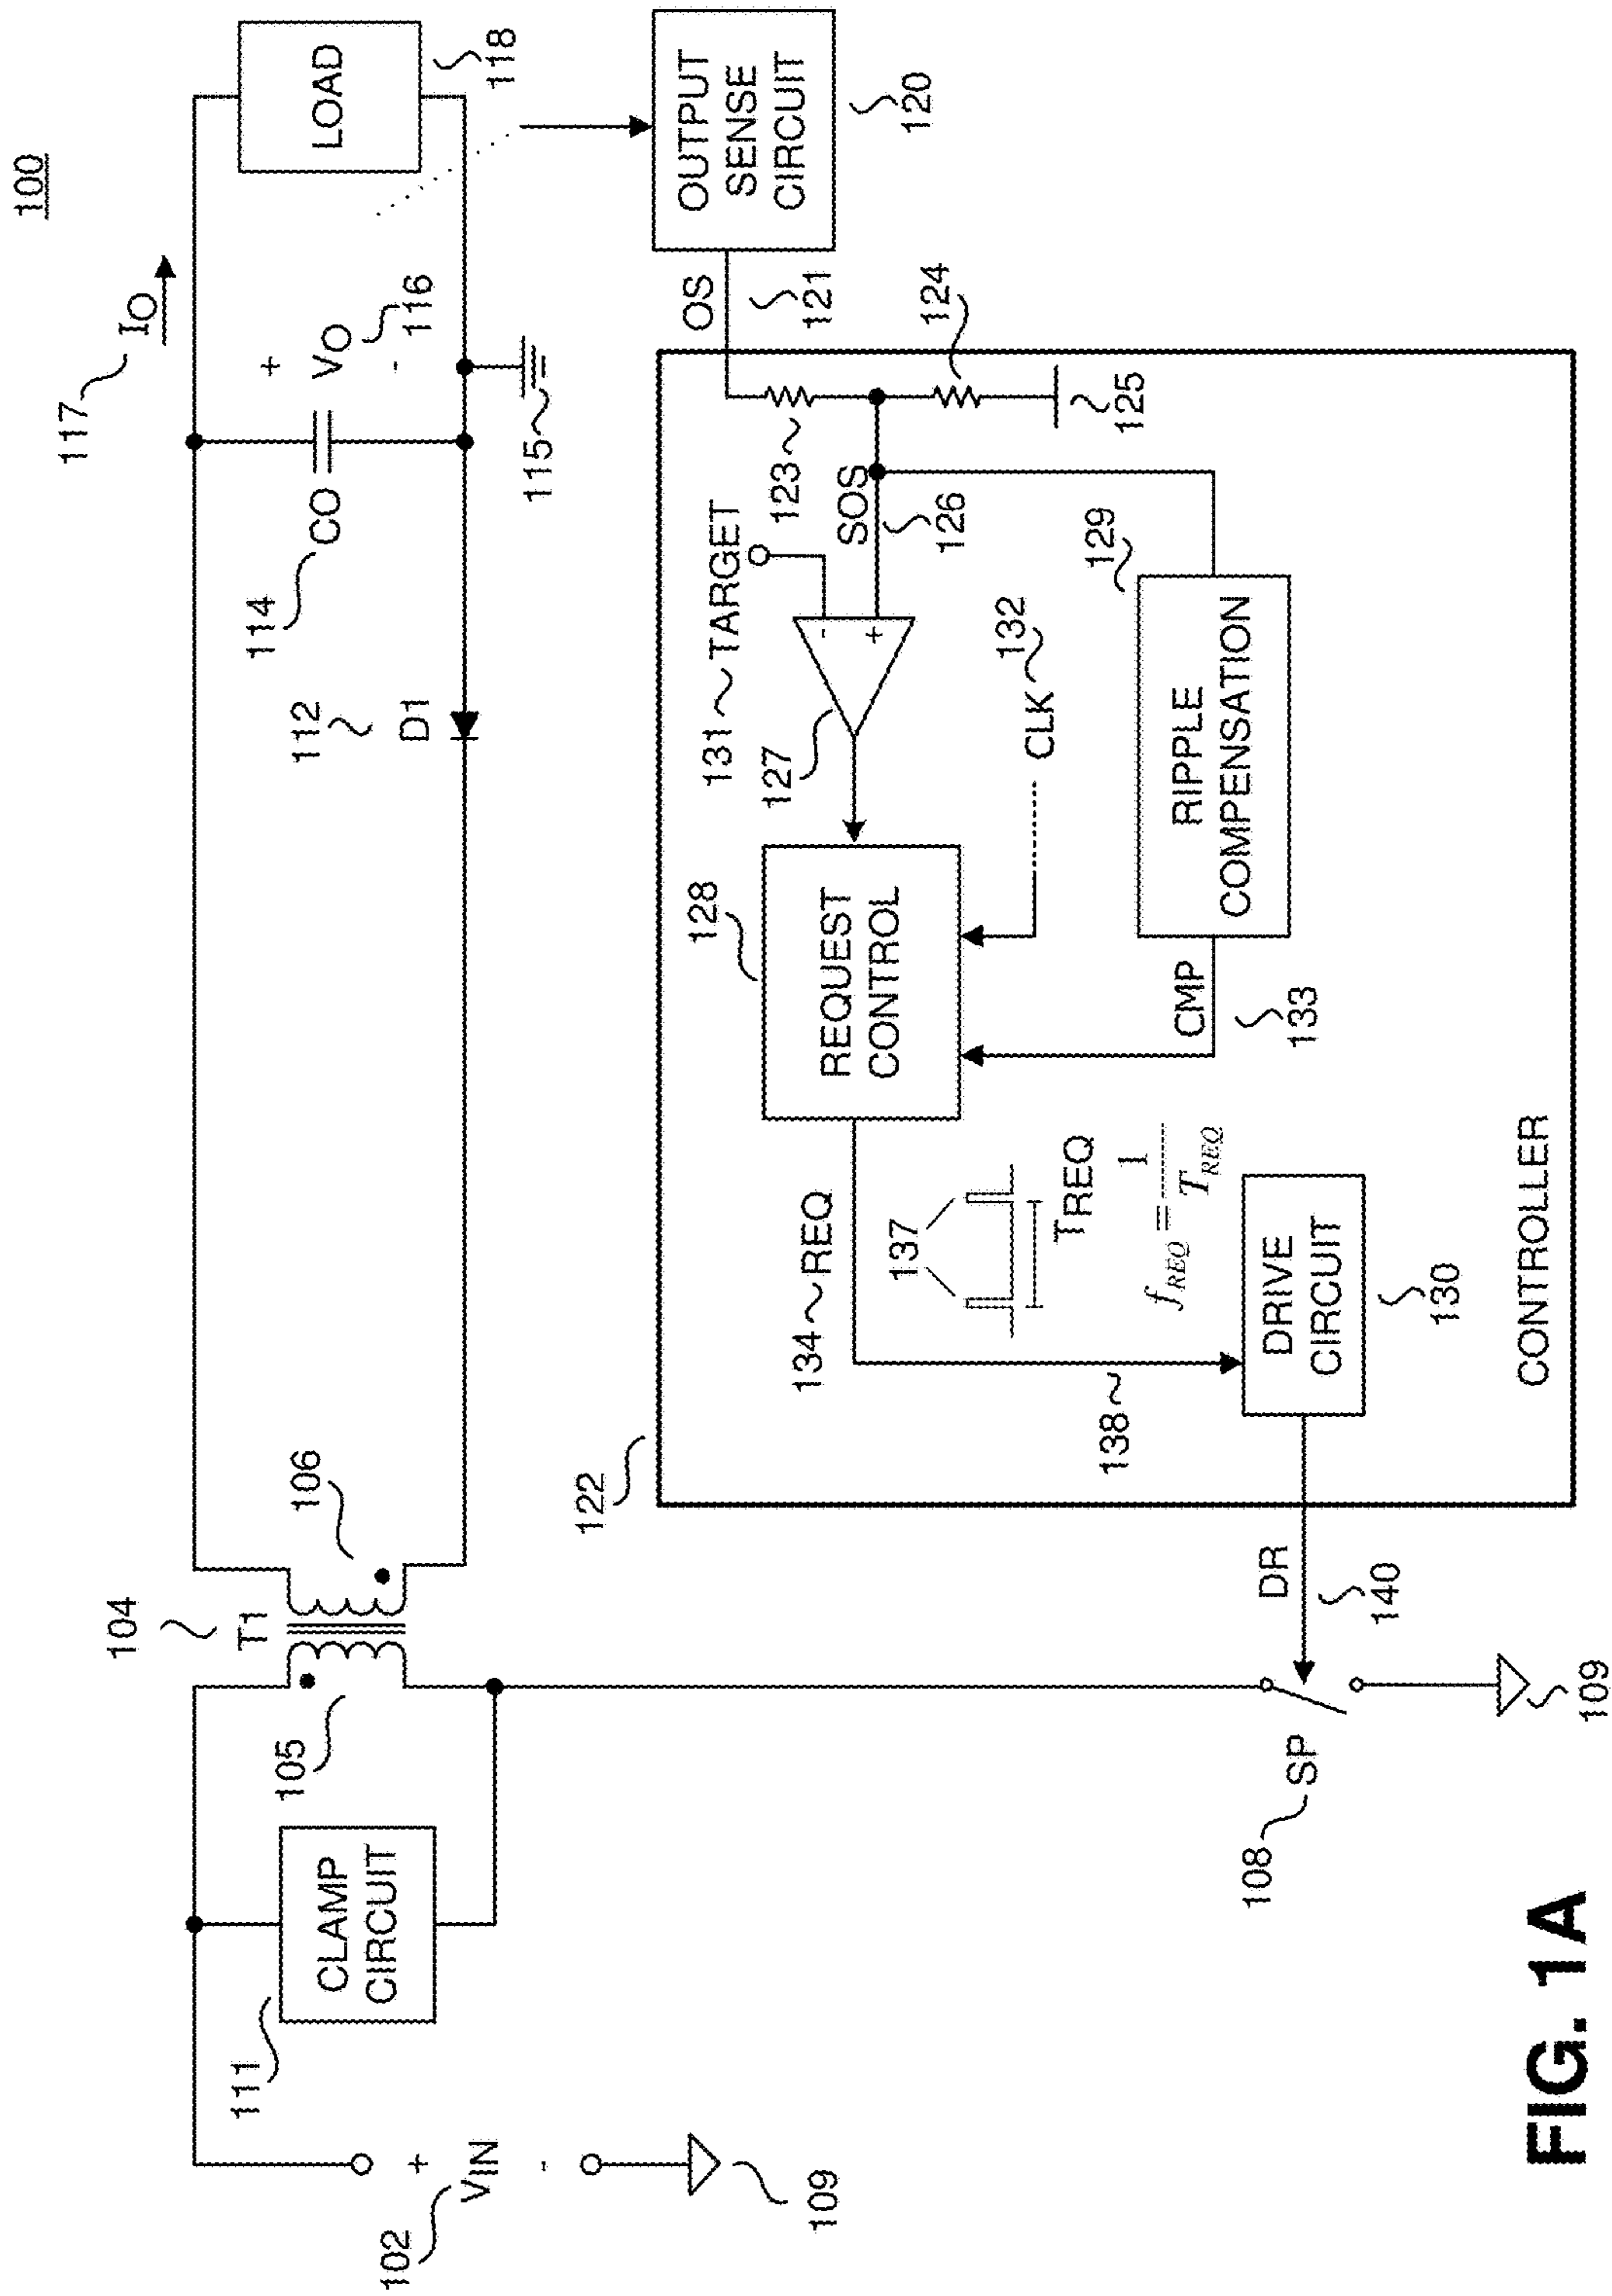 100
102
VIN
+
-
109
111
CLAMP
CIRCUIT
104
T1
105
106
112
D1
114
CO
117
IO
+
VO
-
116
115
LOAD
118
OUTPUT
SENSE
CIRCUIT
120
OS
121
122
123
124
125
SOS
126
131
TARGET
-
+
127
128
REQUEST
CONTROL
CLK
132
129
RIPPLE
COMPENSATION
CMP
133
134
REQ
137
TREQ
fREQ = 1
TREQ
138
DRIVE
CIRCUIT
130
CONTROLLER
DR
140
108
SP
109
FIG. 1A